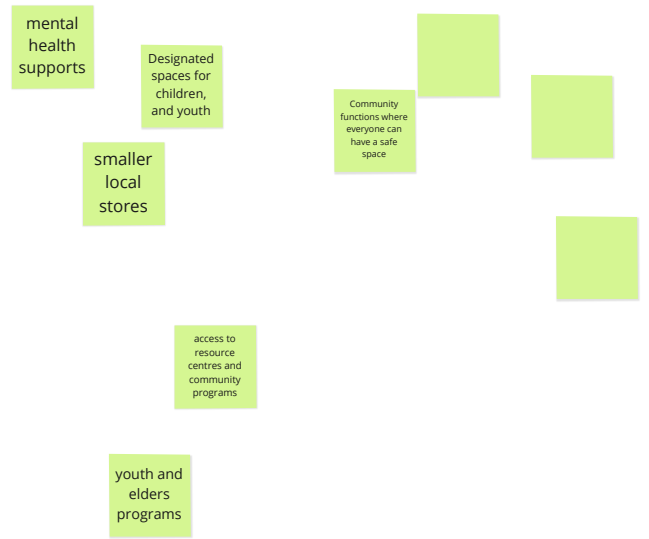 mental
health
supports
Designated
spaces for
children,
and youth
Community
functions where
everyone can
have a safe
space
smaller
local
stores
access to
resource
centres and
community
programs
youth and
elders
programs